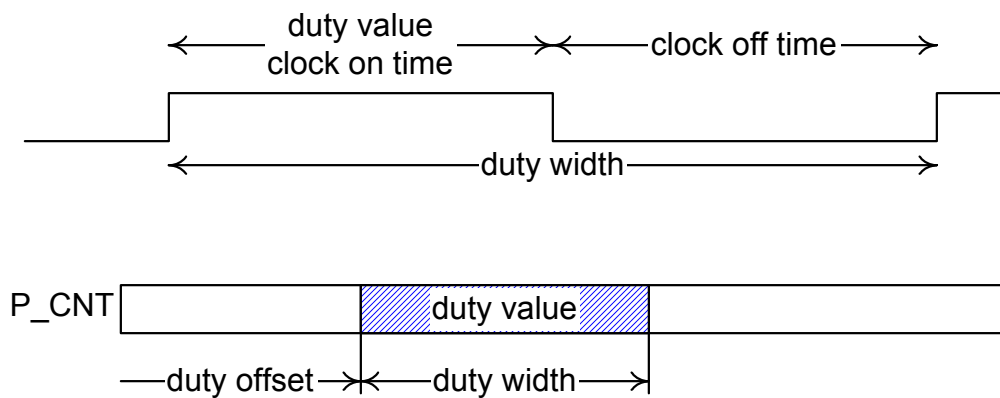 duty value
clock on time
clock off time
duty width
P_CNT
duty value
duty offset
duty width